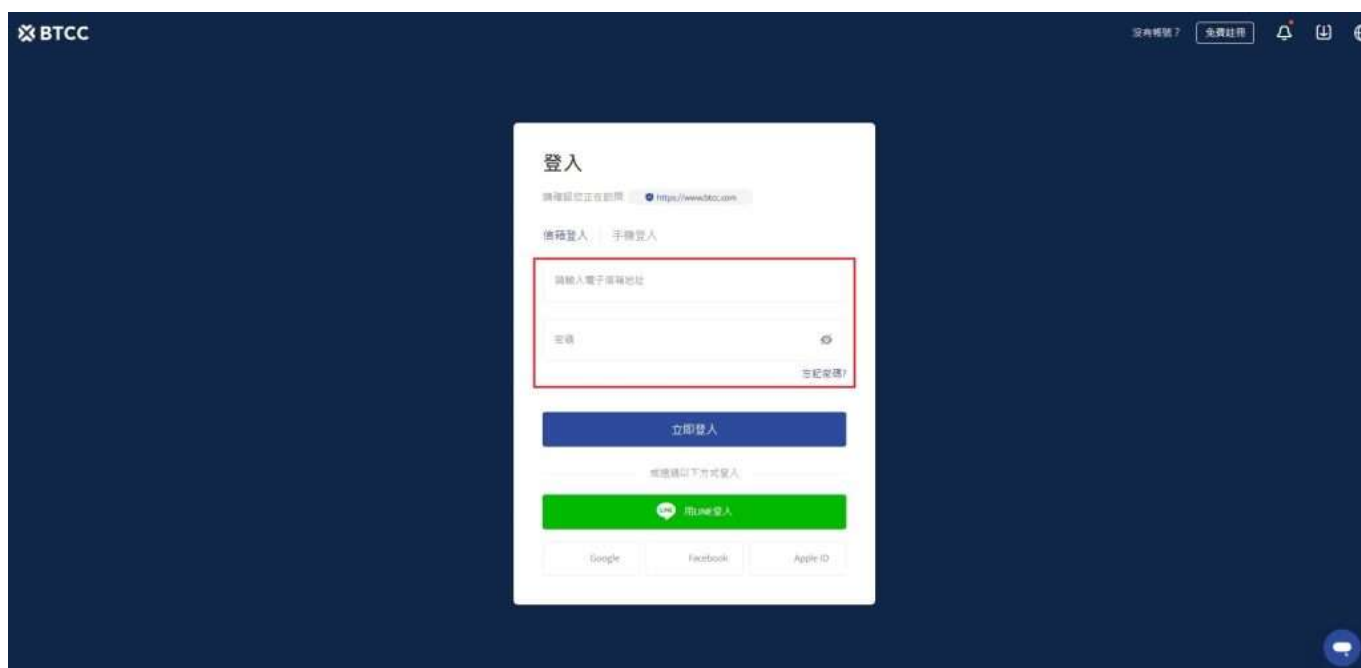 BTCC
沒有帳號？ 免費註冊
登入
請確認您正在訪問 https://www.btcc.com
信箱登入 手機登入
請輸入電子信箱地址
密碼
忘記密碼?
立即登入
或透過以下方式登入
LINE 用LINE登入
Google Facebook Apple ID